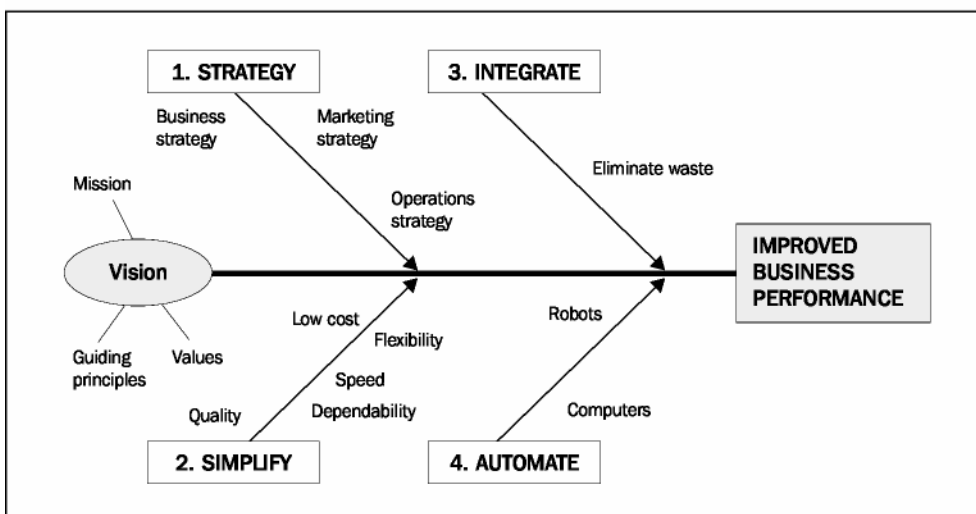 1. STRATEGY
3. INTEGRATE
Business
strategy
Marketing
strategy
Eliminate waste
Mission
Operations
strategy
Vision
IMPROVED
BUSINESS
PERFORMANCE
Low cost
Flexibility
Robots
Guiding
principles
Values
Speed
Quality
Dependability
Computers
2. SIMPLIFY
4. AUTOMATE